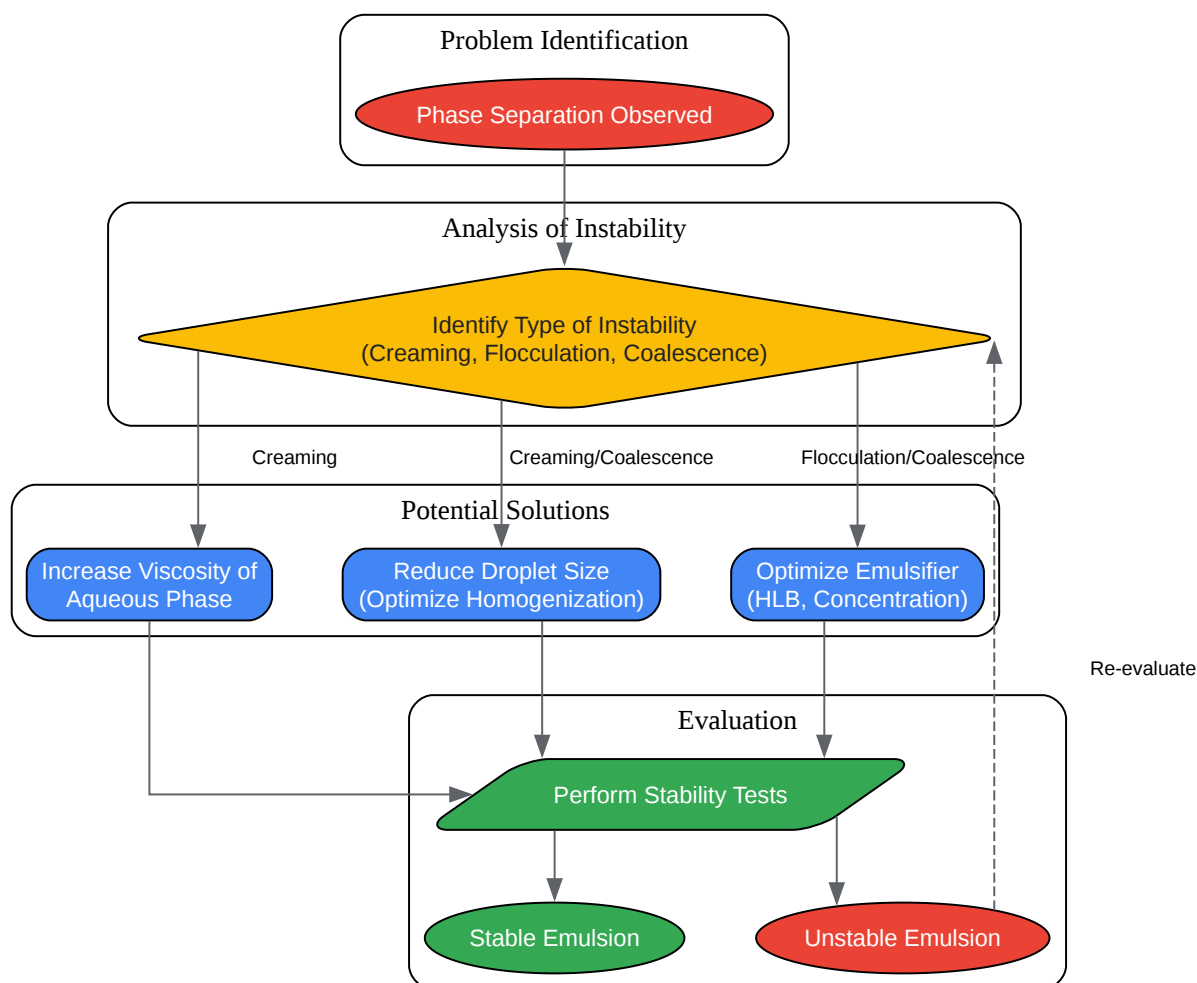 Problem Identification
Phase Separation Observed
Analysis of Instability
Identify Type of Instability
(Creaming, Flocculation, Coalescence)
Creaming
Creaming/Coalescence
Flocculation/Coalescence
Potential Solutions
Increase Viscosity of
Aqueous Phase
Reduce Droplet Size
(Optimize Homogenization)
Optimize Emulsifier
(HLB, Concentration)
Re-evaluate
Evaluation
Perform Stability Tests
Stable Emulsion
Unstable Emulsion